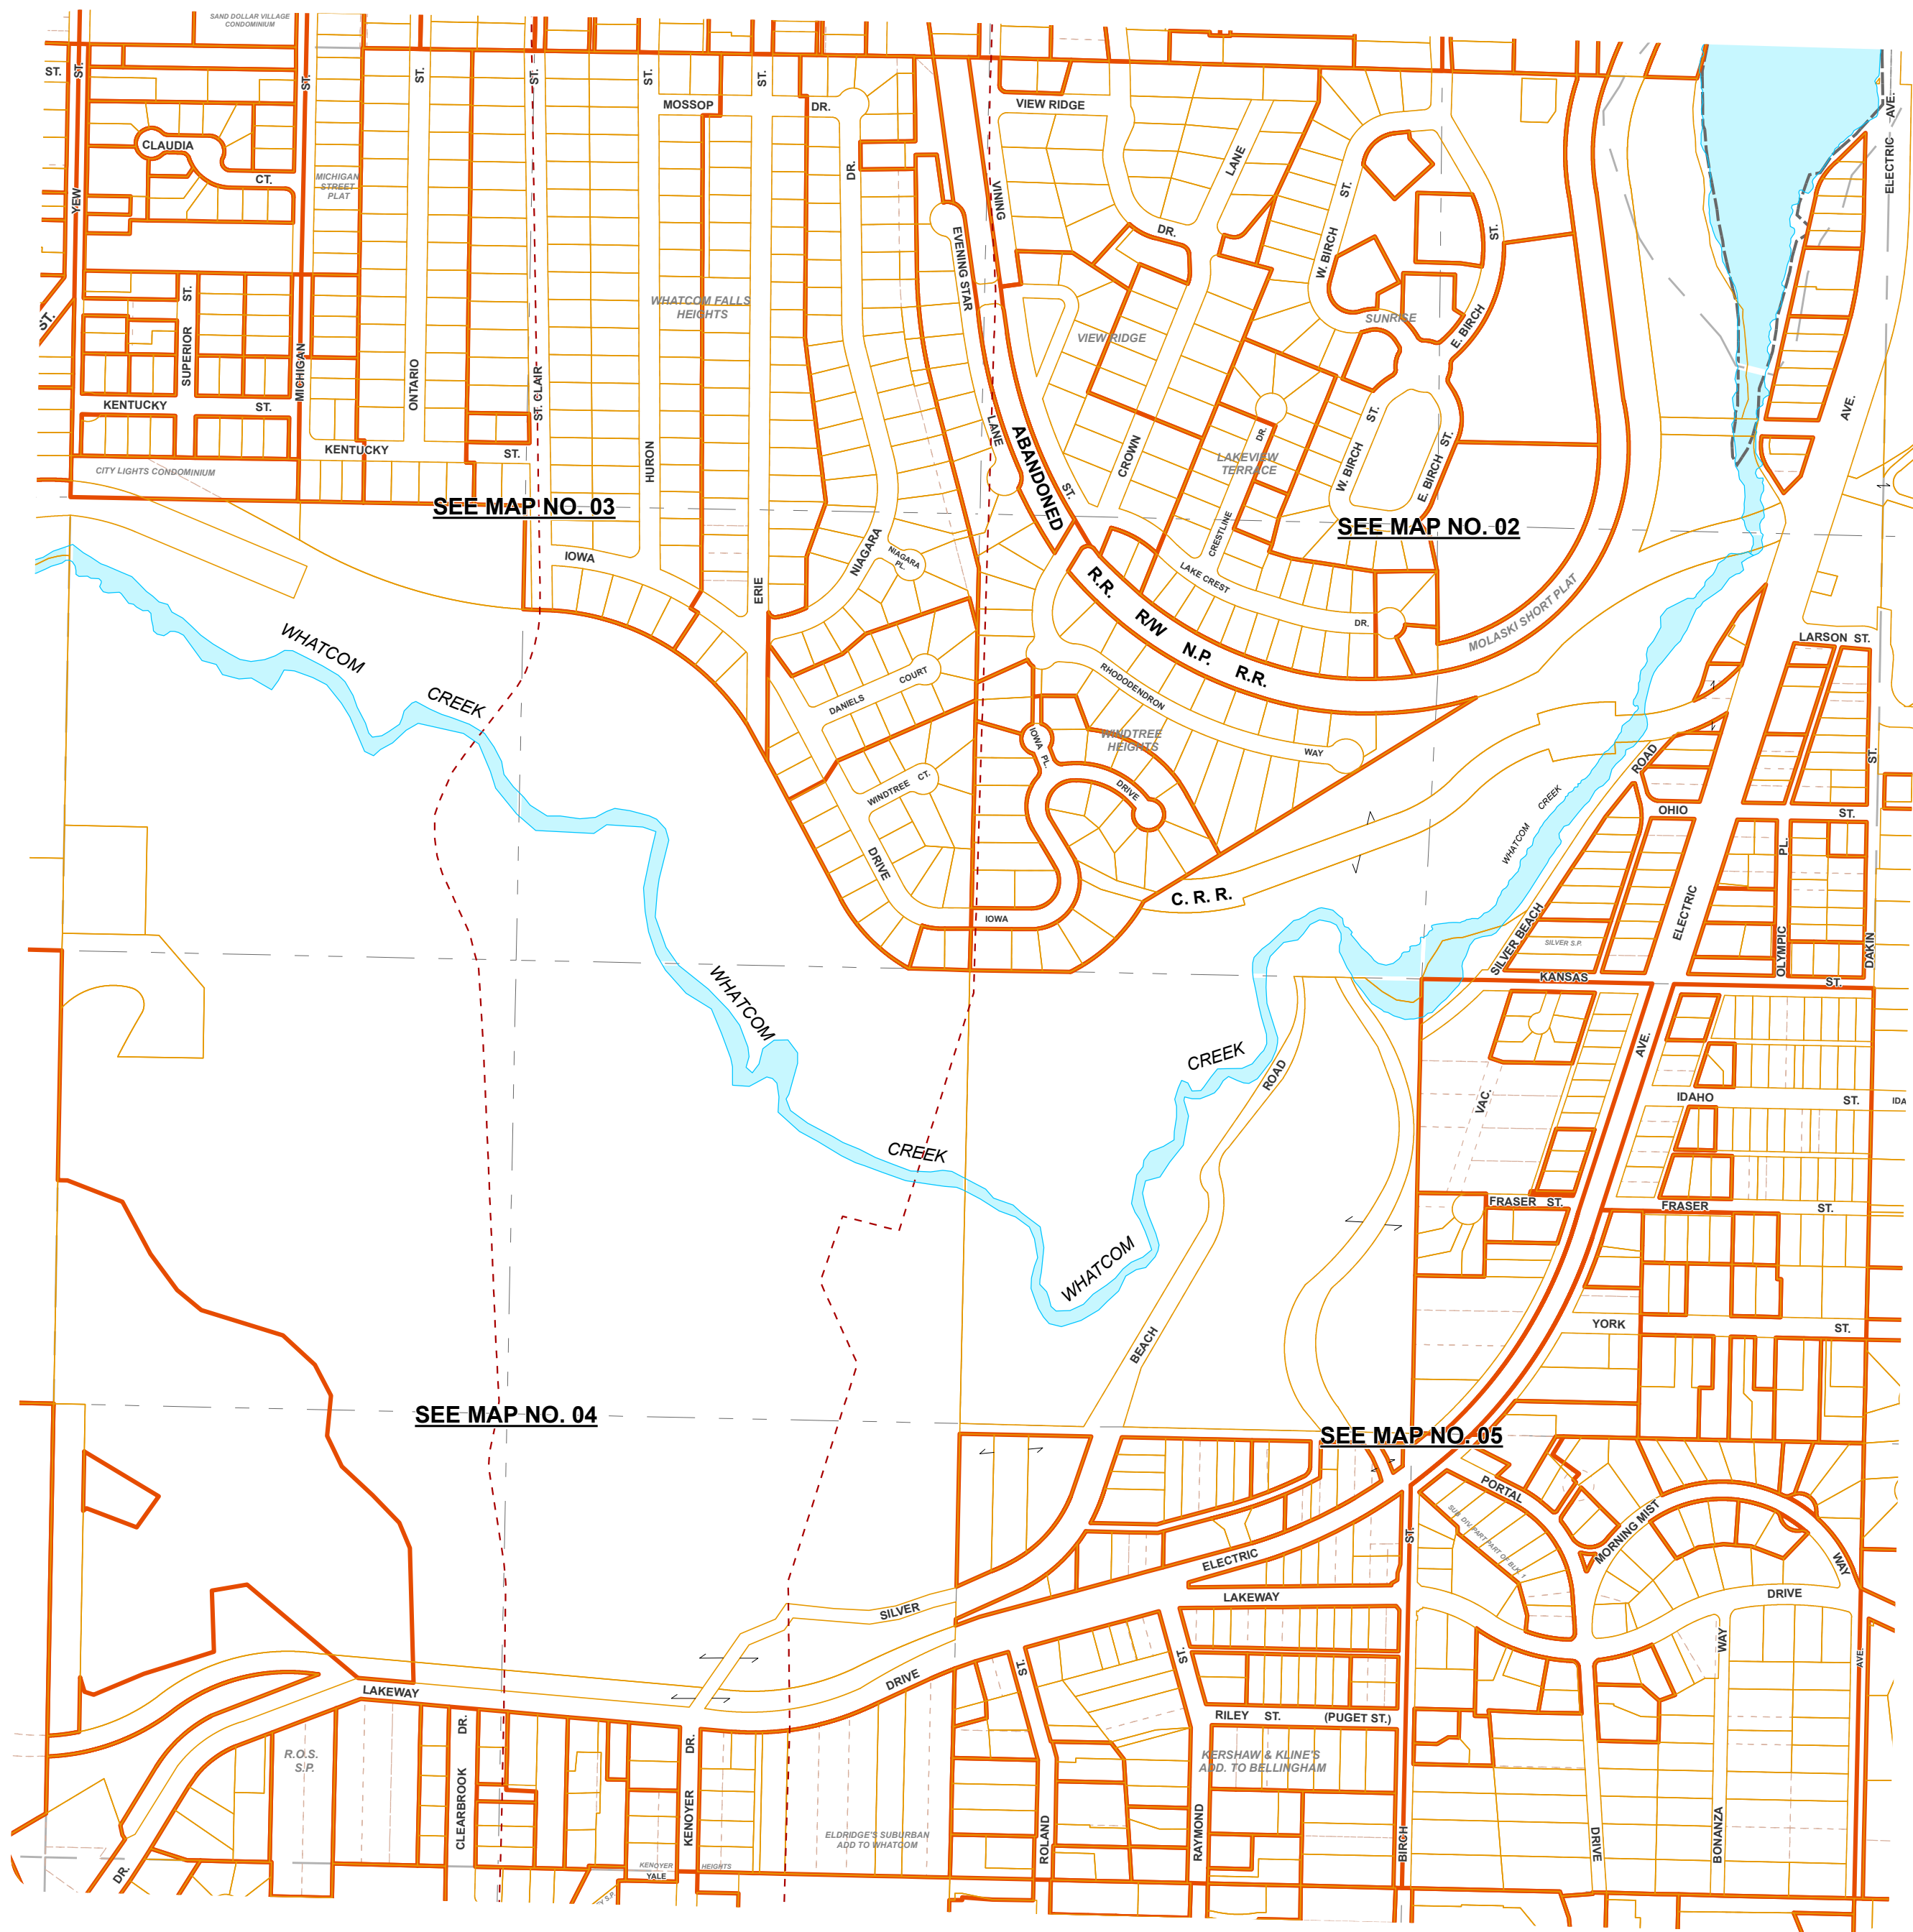 SAND DOLLAR VILLAGE
CONDOMINIUM
ST.
ST.
ST.
ST.
ST.
ST.
ST.
MOSSOP
DR.
VIEW RIDGE
ELECTRIC AVE.
CLAUDIA
CT.
YEW
MICHIGAN
STREET
PLAT
DR.
VINING
LANE
DR.
ST.
W. BIRCH
ST.
EVENING STAR
WHATCOM FALLS
HEIGHTS
VIEW RIDGE
SUNRISE
E. BIRCH
ST.
ST.
SUPERIOR
MICHIGAN
ONTARIO
ST. CLAIR
KENTUCKY
ST.
KENTUCKY
ST.
HURON
CITY LIGHTS CONDOMINIUM
LANE
ABANDONED
ST.
CROWN
DR.
LAKEVIEW
TERRACE
W. BIRCH
ST.
E. BIRCH ST.
AVE.
SEE MAP NO. 03
SEE MAP NO. 02
IOWA
ERIE
NIAGARA
NIAGARA
PL.
CRESTLINE
LAKE CREST
DR.
R.R.
R/W
N.P.
R.R.
MOLASKI SHORT PLAT
LARSON ST.
WHATCOM
CREEK
DANIELS
COURT
RHODODENDRON
WAY
WINDTREE
HEIGHTS
IOWA PL.
DRIVE
WINDTREE CT.
DRIVE
IOWA
C. R. R.
WHATCOM
CREEK
ROAD
SILVER BEACH
SILVER S.P.
OHIO
ST.
ST.
PL.
OLYMPIC
ELECTRIC
DAKIN
KANSAS
ST.
WHATCOM
CREEK
ROAD
CREEK
WHATCOM
BEACH
VAC.
AVE.
IDAHO
ST.
IDA
FRASER ST.
FRASER
ST.
YORK
ST.
SEE MAP NO. 04
SEE MAP NO. 05
PORTAL
MORNING MIST
WAY
ST.
ELECTRIC
LAKEWAY
DRIVE
SILVER
DRIVE
LAKEWAY
ST.
ST.
RILEY
ST.
(PUGET ST.)
WAY
AVE.
R.O.S.
S.P.
DR.
CLEARBROOK
DR.
KENOYER
KERSHAW & KLINE'S
ADD. TO BELLINGHAM
ELDRIDGE'S SUBURBAN
ADD TO WHATCOM
ROLAND
RAYMOND
BIRCH
DRIVE
BONANZA
DR.
KENOYER
HEIGHTS
YALE